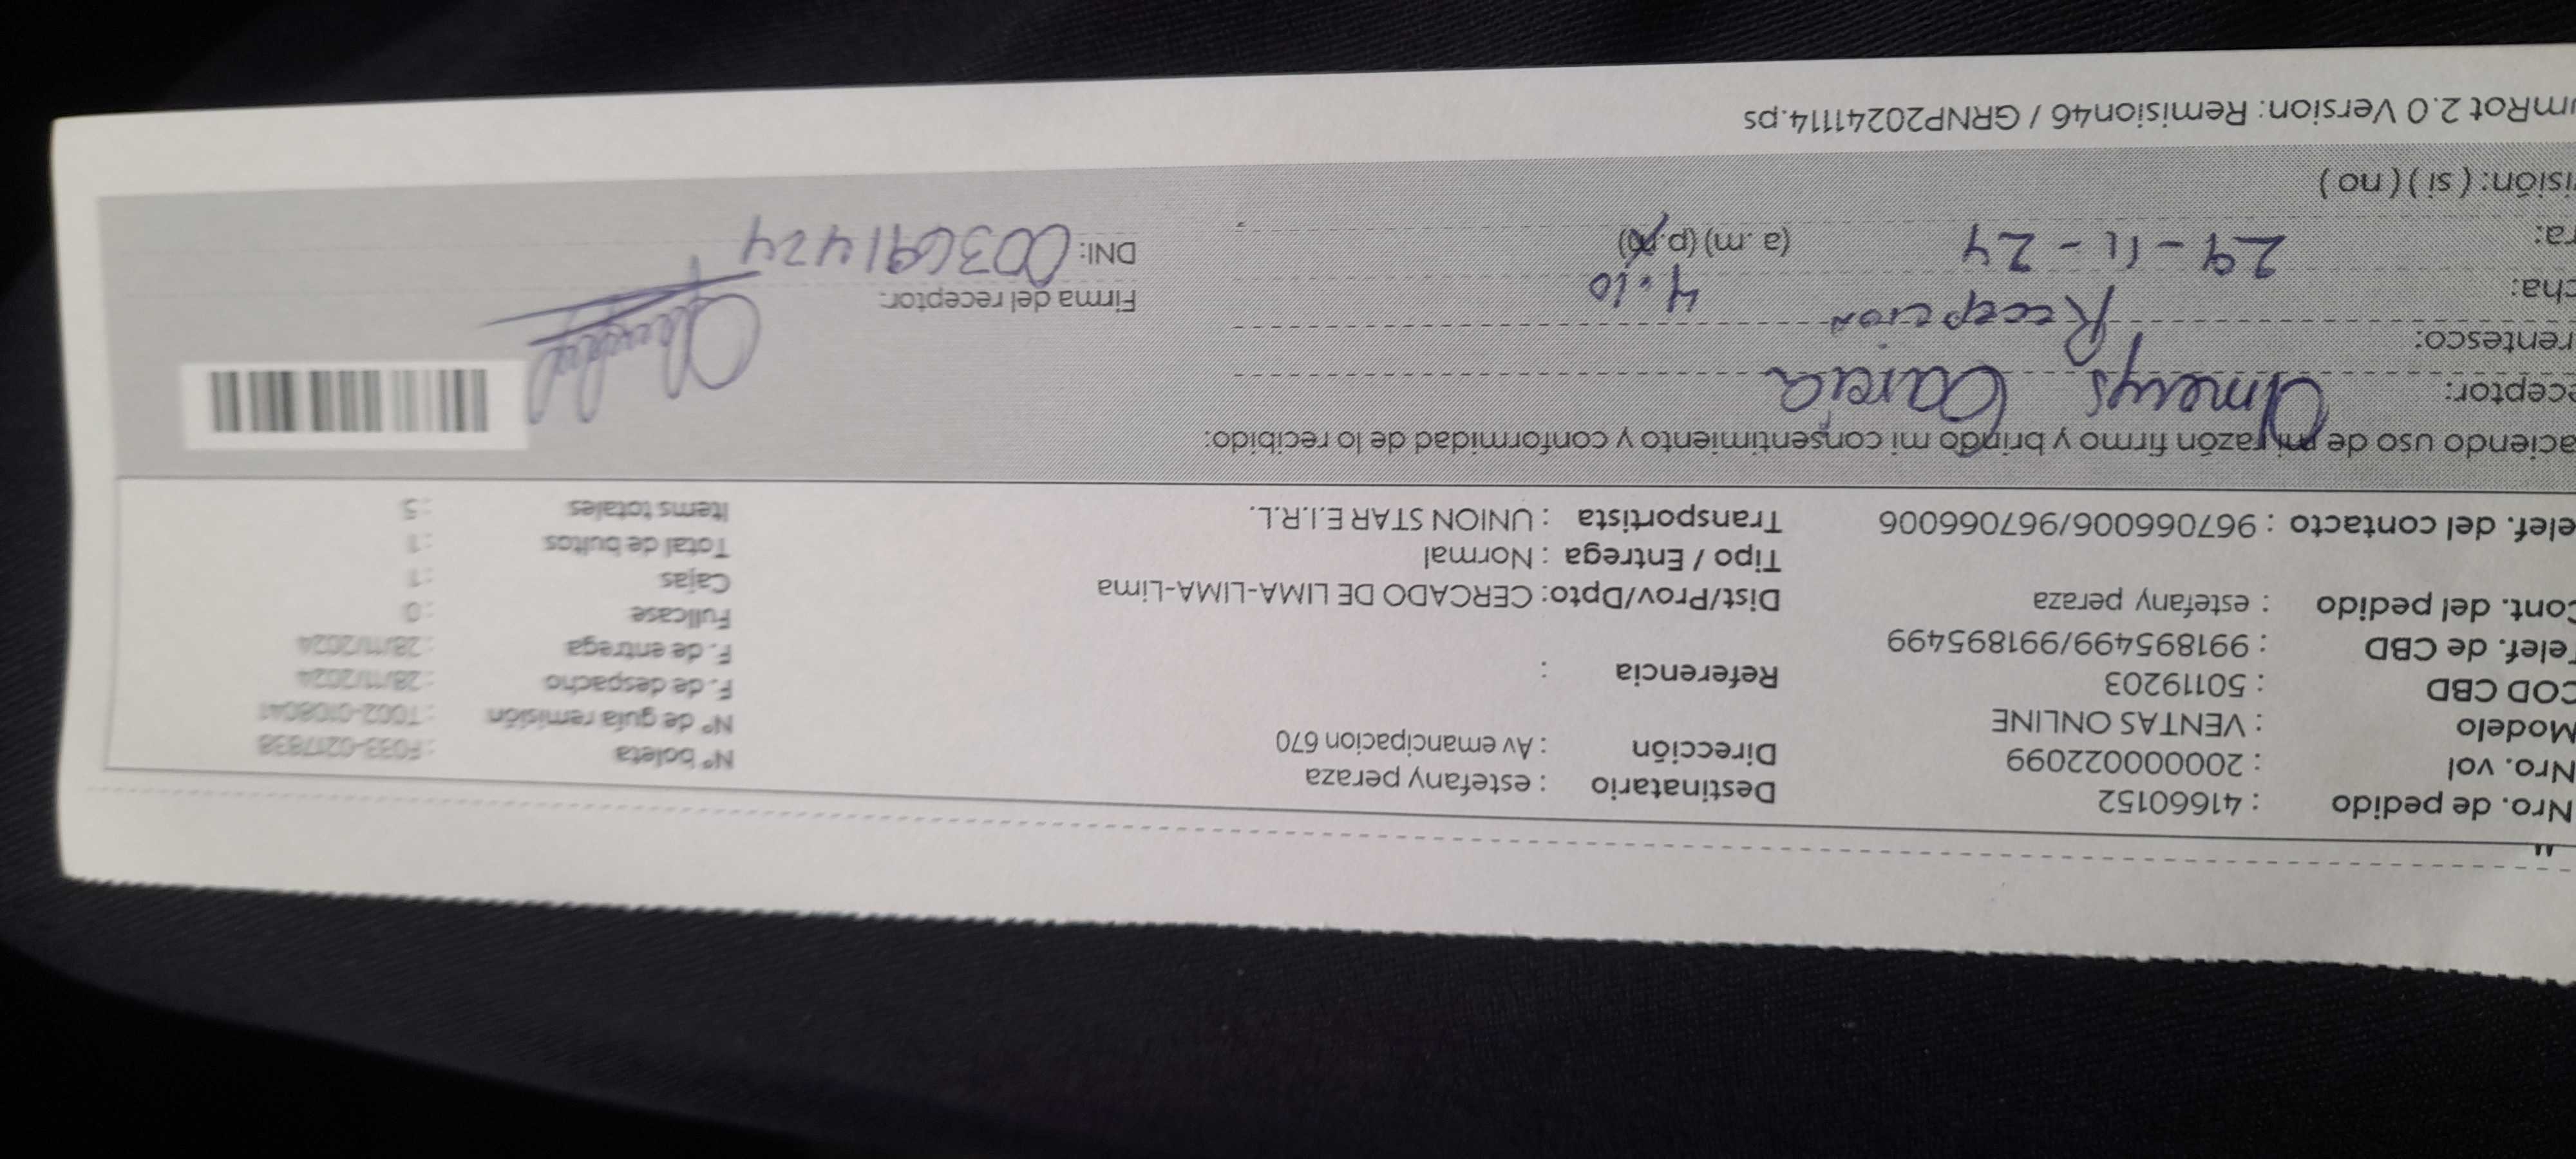 Nro. de pedido : 41660152 Destinatario : estefany peraza
Nro. vol : 20000022099 Dirección : Av emancipacion 670 N° boleta : F033-0217838
Modelo : VENTAS ONLINE N° de guía remisión : T002-0108041
COD CBD : 50119203 Referencia : F. de despacho : 28/11/2024
Telef. de CBD : 991895499/991895499 F. de entrega : 28/11/2024
Cont. del pedido : estefany peraza Dist/Prov/Dpto: CERCADO DE LIMA-LIMA-Lima Fullcase : 0
Tipo / Entrega : Normal Cajas : 1
elef. del contacto : 967066006/967066006 Transportista : UNION STAR E.I.R.L. Total de bultos : 1
Items totales : 5
aciendo uso de mi razón firmo y brindo mi consentimiento y conformidad de lo recibido:
eceptor: Omerys Garcia
rentesco: Recepcion Firma del receptor:
cha: 29-11-24 4:10
ra: (a.m) (p.m) DNI: 003691424
isión: ( si ) ( no )
mRot 2.0 Version: Remision46 / GRNP20241114.ps